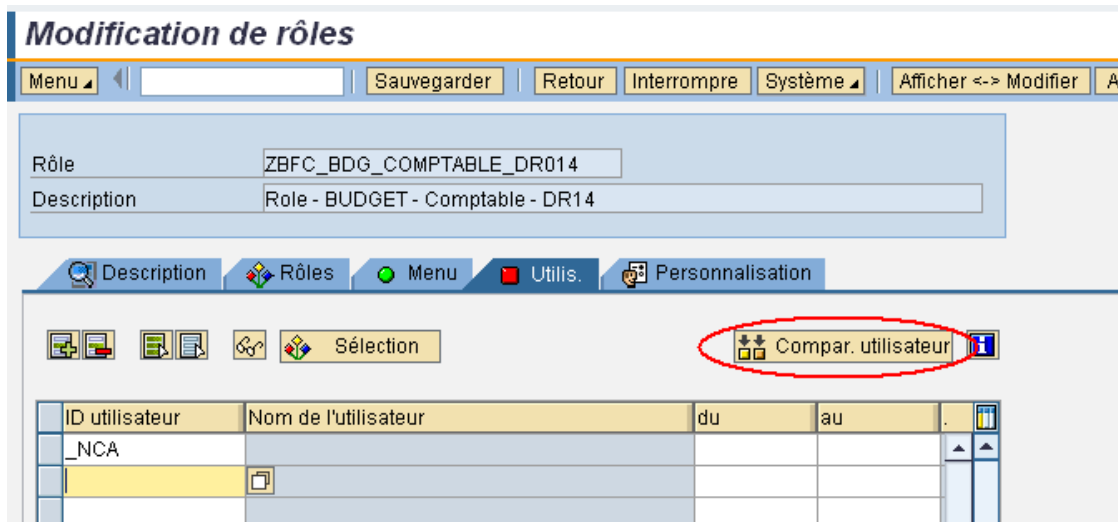 Modification de rôles
Menu Sauvegarder Retour Interrompre Système Afficher <-> Modifier A
Rôle ZBFC_BDG_COMPTABLE_DR014
Description Role - BUDGET - Comptable - DR14
Description Rôles Menu Utilis. Personnalisation
Sélection Compar. utilisateur
ID utilisateur Nom de l'utilisateur du au .
_NCA